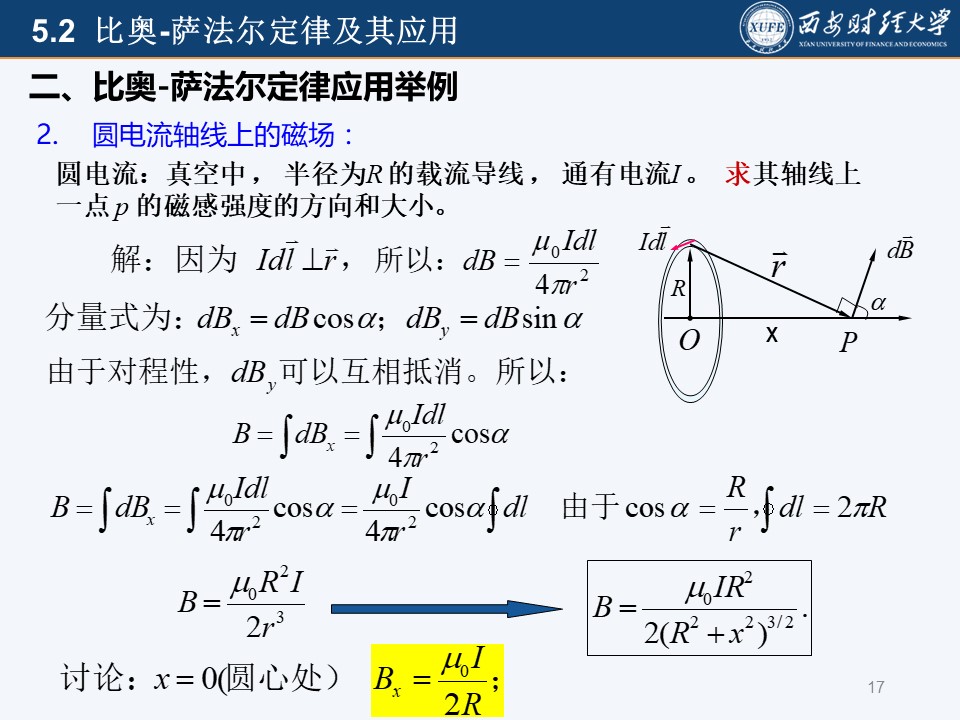 5.2 比奥-萨法尔定律及其应用
XUFE 西安财经大学
XI'AN UNIVERSITY OF FINANCE AND ECONOMICS
二、比奥-萨法尔定律应用举例
2. 圆电流轴线上的磁场：
圆电流：真空中， 半径为R 的载流导线， 通有电流I 。 求其轴线上
一点 p 的磁感强度的方向和大小。
解：因为 $Id\vec{l} \perp \vec{r}$，所以：$dB = \frac{\mu_0 Idl}{4\pi r^2}$
$Id\vec{l}$ $\vec{r}$ $d\vec{B}$
R α
O x P
分量式为：$dB_x = dB\cos\alpha$; $dB_y = dB\sin\alpha$
由于对程性，$dB_y$可以互相抵消。所以：
$B = \int dB_x = \int \frac{\mu_0 Idl}{4\pi r^2}\cos\alpha$
$B = \int dB_x = \int \frac{\mu_0 Idl}{4\pi r^2}\cos\alpha = \frac{\mu_0 I}{4\pi r^2}\cos\alpha \oint dl$ 由于 $\cos\alpha = \frac{R}{r}$，$\oint dl = 2\pi R$
$B = \frac{\mu_0 R^2 I}{2r^3}$ $B = \frac{\mu_0 IR^2}{2(R^2 + x^2)^{3/2}}.$
讨论：x = 0(圆心处） $B_x = \frac{\mu_0 I}{2R}$；
17